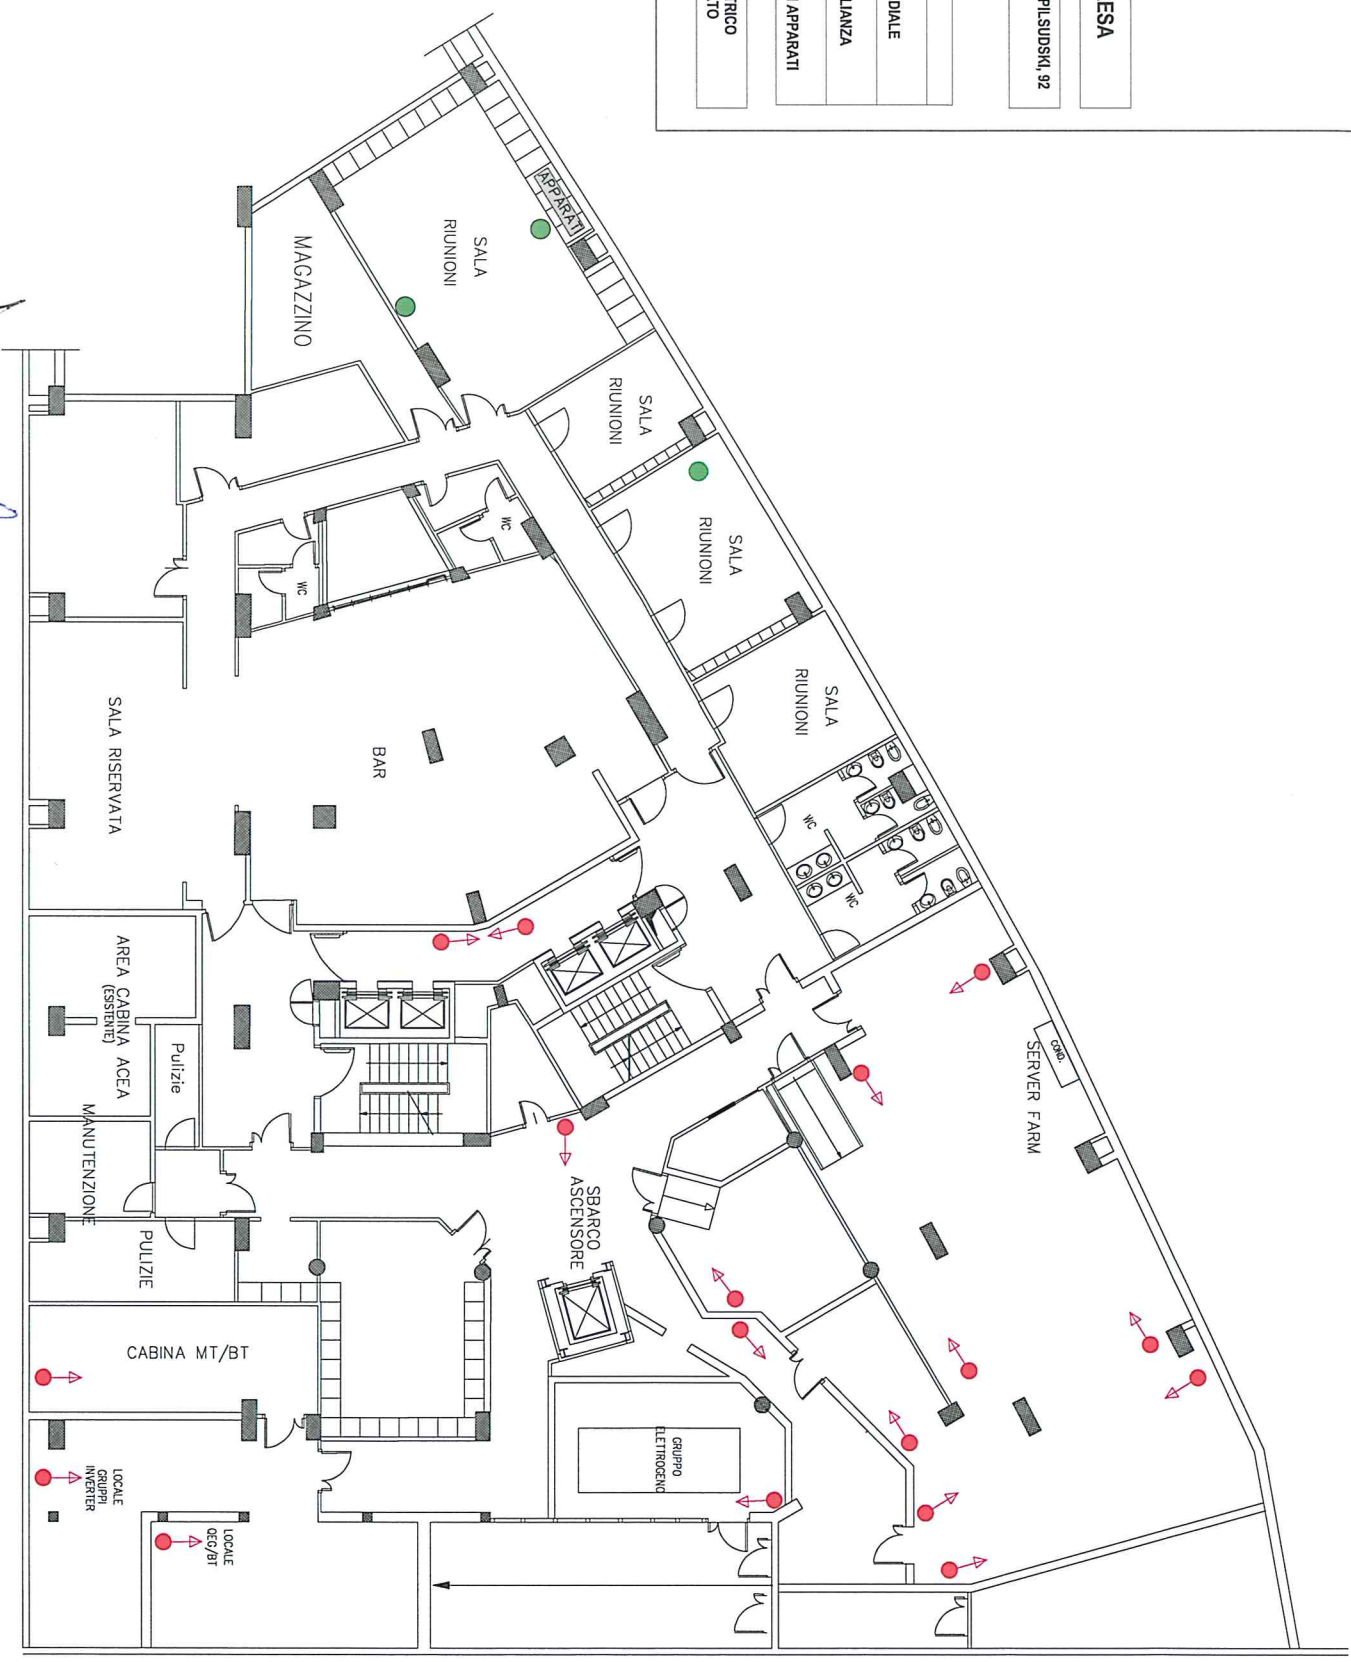 ESA
PILSUDSKI, 92
DIALE
LIANZA
I APPARATI
TRICO
TO
APPARATI
SALA
RIUNIONI
MAGAZZINO
SALA
RIUNIONI
SALA
RIUNIONI
SALA
RIUNIONI
WC
WC
WC
WC
BAR
SALA RISERVATA
AREA CABINA ACEA
(ESISTENTE)
Pulizie
MANUTENZIONE
PULIZIE
SERVER FARM
COND.
SBARCO
ASCENSORE
CABINA MT/BT
GRUPPO
ELETTROGENO
LOCALE
GRUPPI
INVERTER
LOCALE
QEG/BT